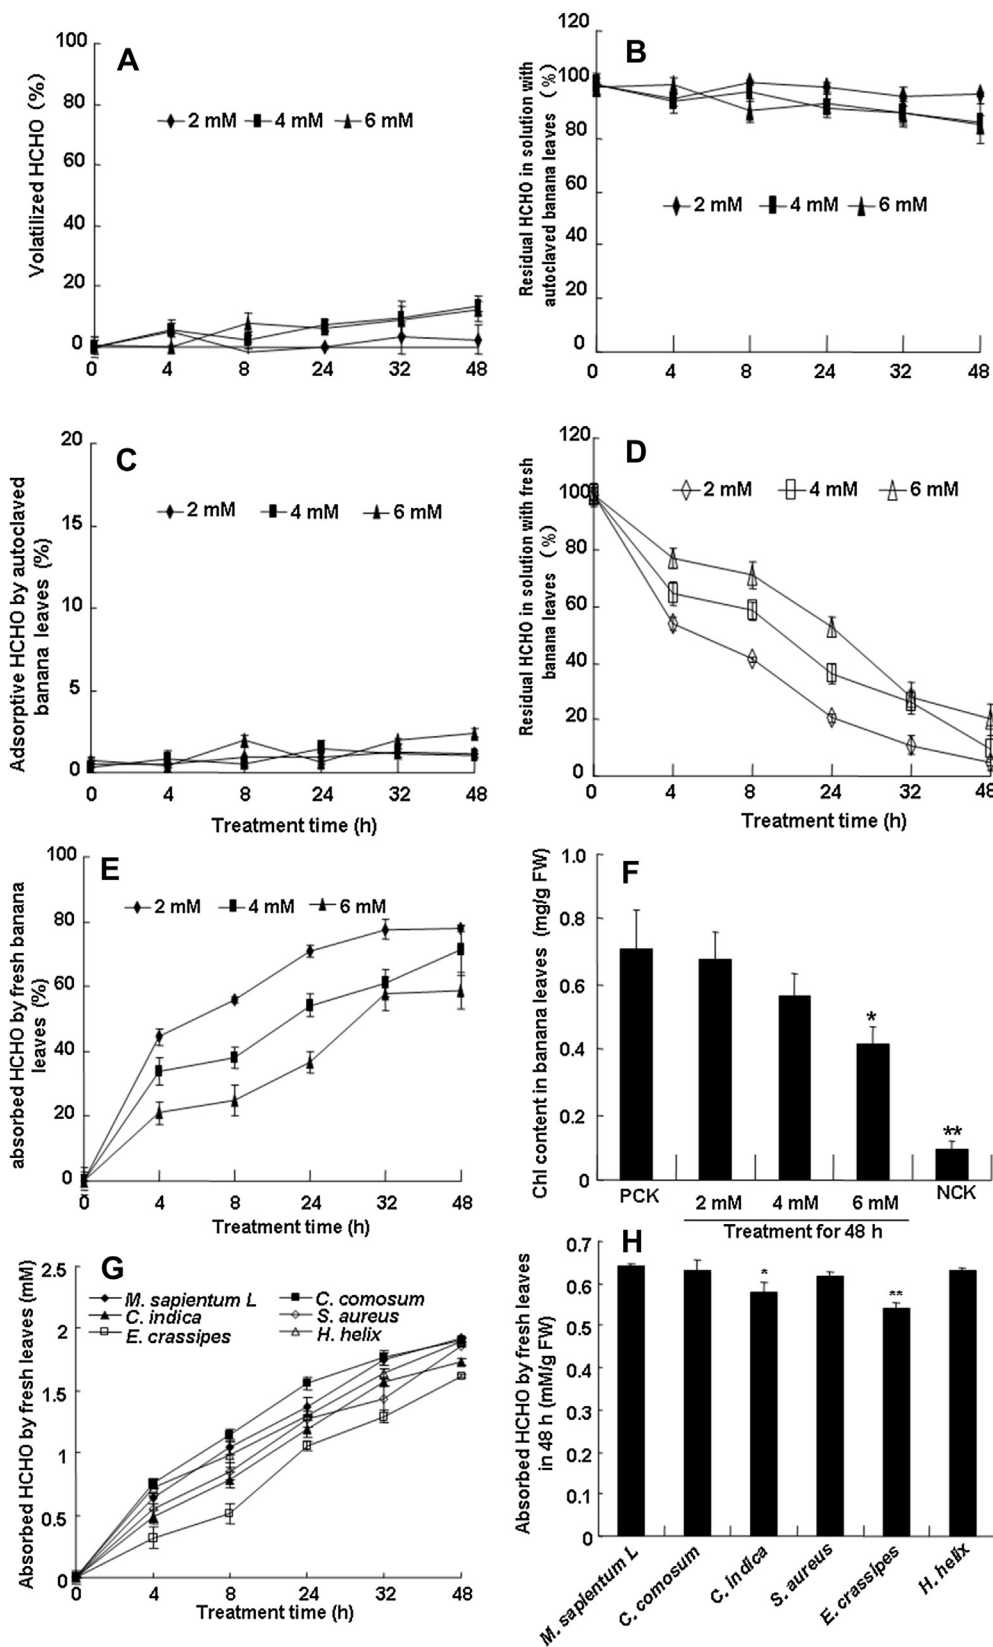 A
Volatilized HCHO (%)
100
80
60
40
20
0
2 mM 4 mM 6 mM
0 4 8 24 32 48
B
Residual HCHO in solution with
autoclaved banana leaves (%)
120
100
80
60
40
20
0
2 mM 4 mM 6 mM
0 4 8 24 32 48
C
Adsorptive HCHO by autoclaved
banana leaves (%)
20
15
10
5
0
2 mM 4 mM 6 mM
0 4 8 24 32 48
Treatment time (h)
D
Residual HCHO in solution with fresh
banana leaves (%)
120
100
80
60
40
20
0
2 mM 4 mM 6 mM
0 4 8 24 32 48
Treatment time (h)
E
absorbed HCHO by fresh banana
leaves (%)
100
80
60
40
20
0
2 mM 4 mM 6 mM
0 4 8 24 32 48
Treatment time (h)
F
Chl content in banana leaves (mg/g FW)
1.0
0.8
0.6
0.4
0.2
0
*
**
PCK 2 mM 4 mM 6 mM NCK
Treatment for 48 h
G
Absorbed HCHO by fresh leaves (mM)
2.5
2
1.5
1
0.5
0
M. sapientum L C. comosum
C. indica S. aureus
E. crassipes H. helix
0 4 8 24 32 48
Treatment time (h)
H
Absorbed HCHO by fresh leaves
in 48 h (mM/g FW)
0.7
0.6
0.5
0.4
0.3
0.2
0.1
0
*
**
M. sapientum L
C. comosum
C. indica
S. aureus
E. crassipes
H. helix